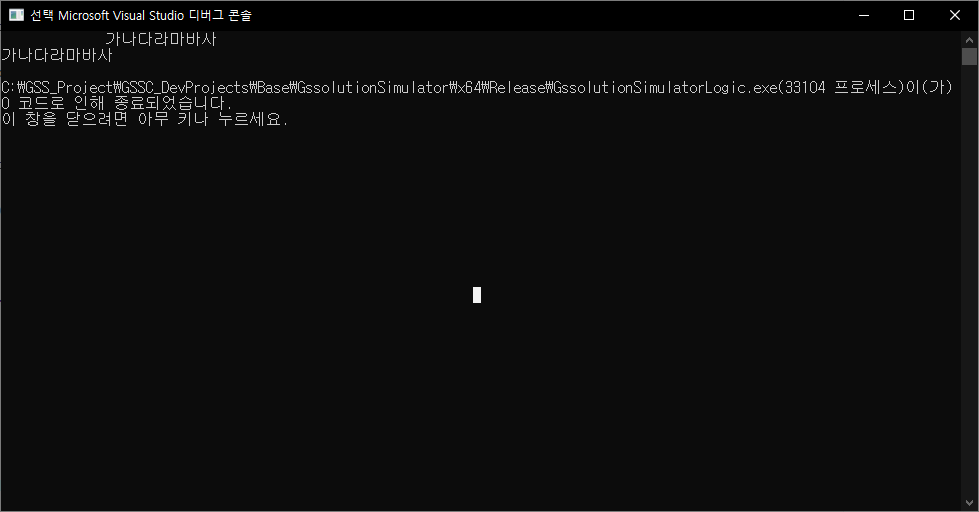 선택 Microsoft Visual Studio 디버그 콘솔
가나다라마바사
가나다라마바사
C:\GSS_Project\GSSC_DevProjects\Base\GssolutionSimulator\x64\Release\GssolutionSimulatorLogic.exe(33104 프로세스)이(가)
0 코드로 인해 종료되었습니다.
이 창을 닫으려면 아무 키나 누르세요.